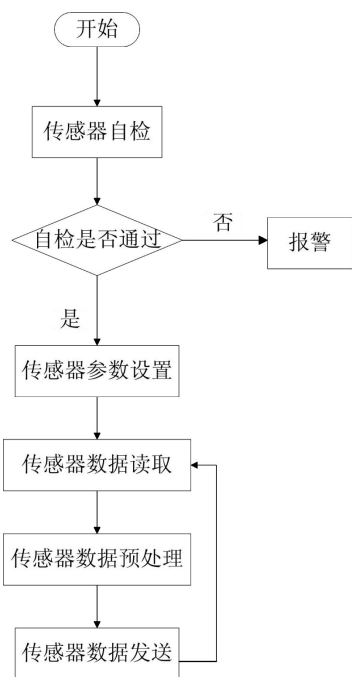 开始
传感器自检
自检是否通过
否
报警
是
传感器参数设置
传感器数据读取
传感器数据预处理
传感器数据发送